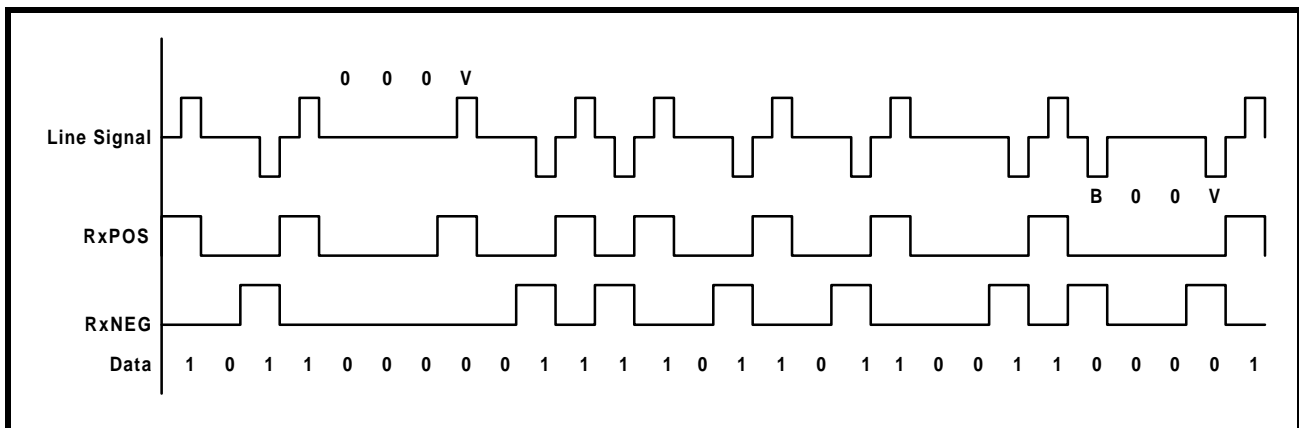 0 0 0 V
Line Signal
B 0 0 V
RxPOS
RxNEG
Data 1 0 1 1 0 0 0 0 0 1 1 1 1 0 1 1 0 1 1 0 0 1 1 0 0 0 0 1